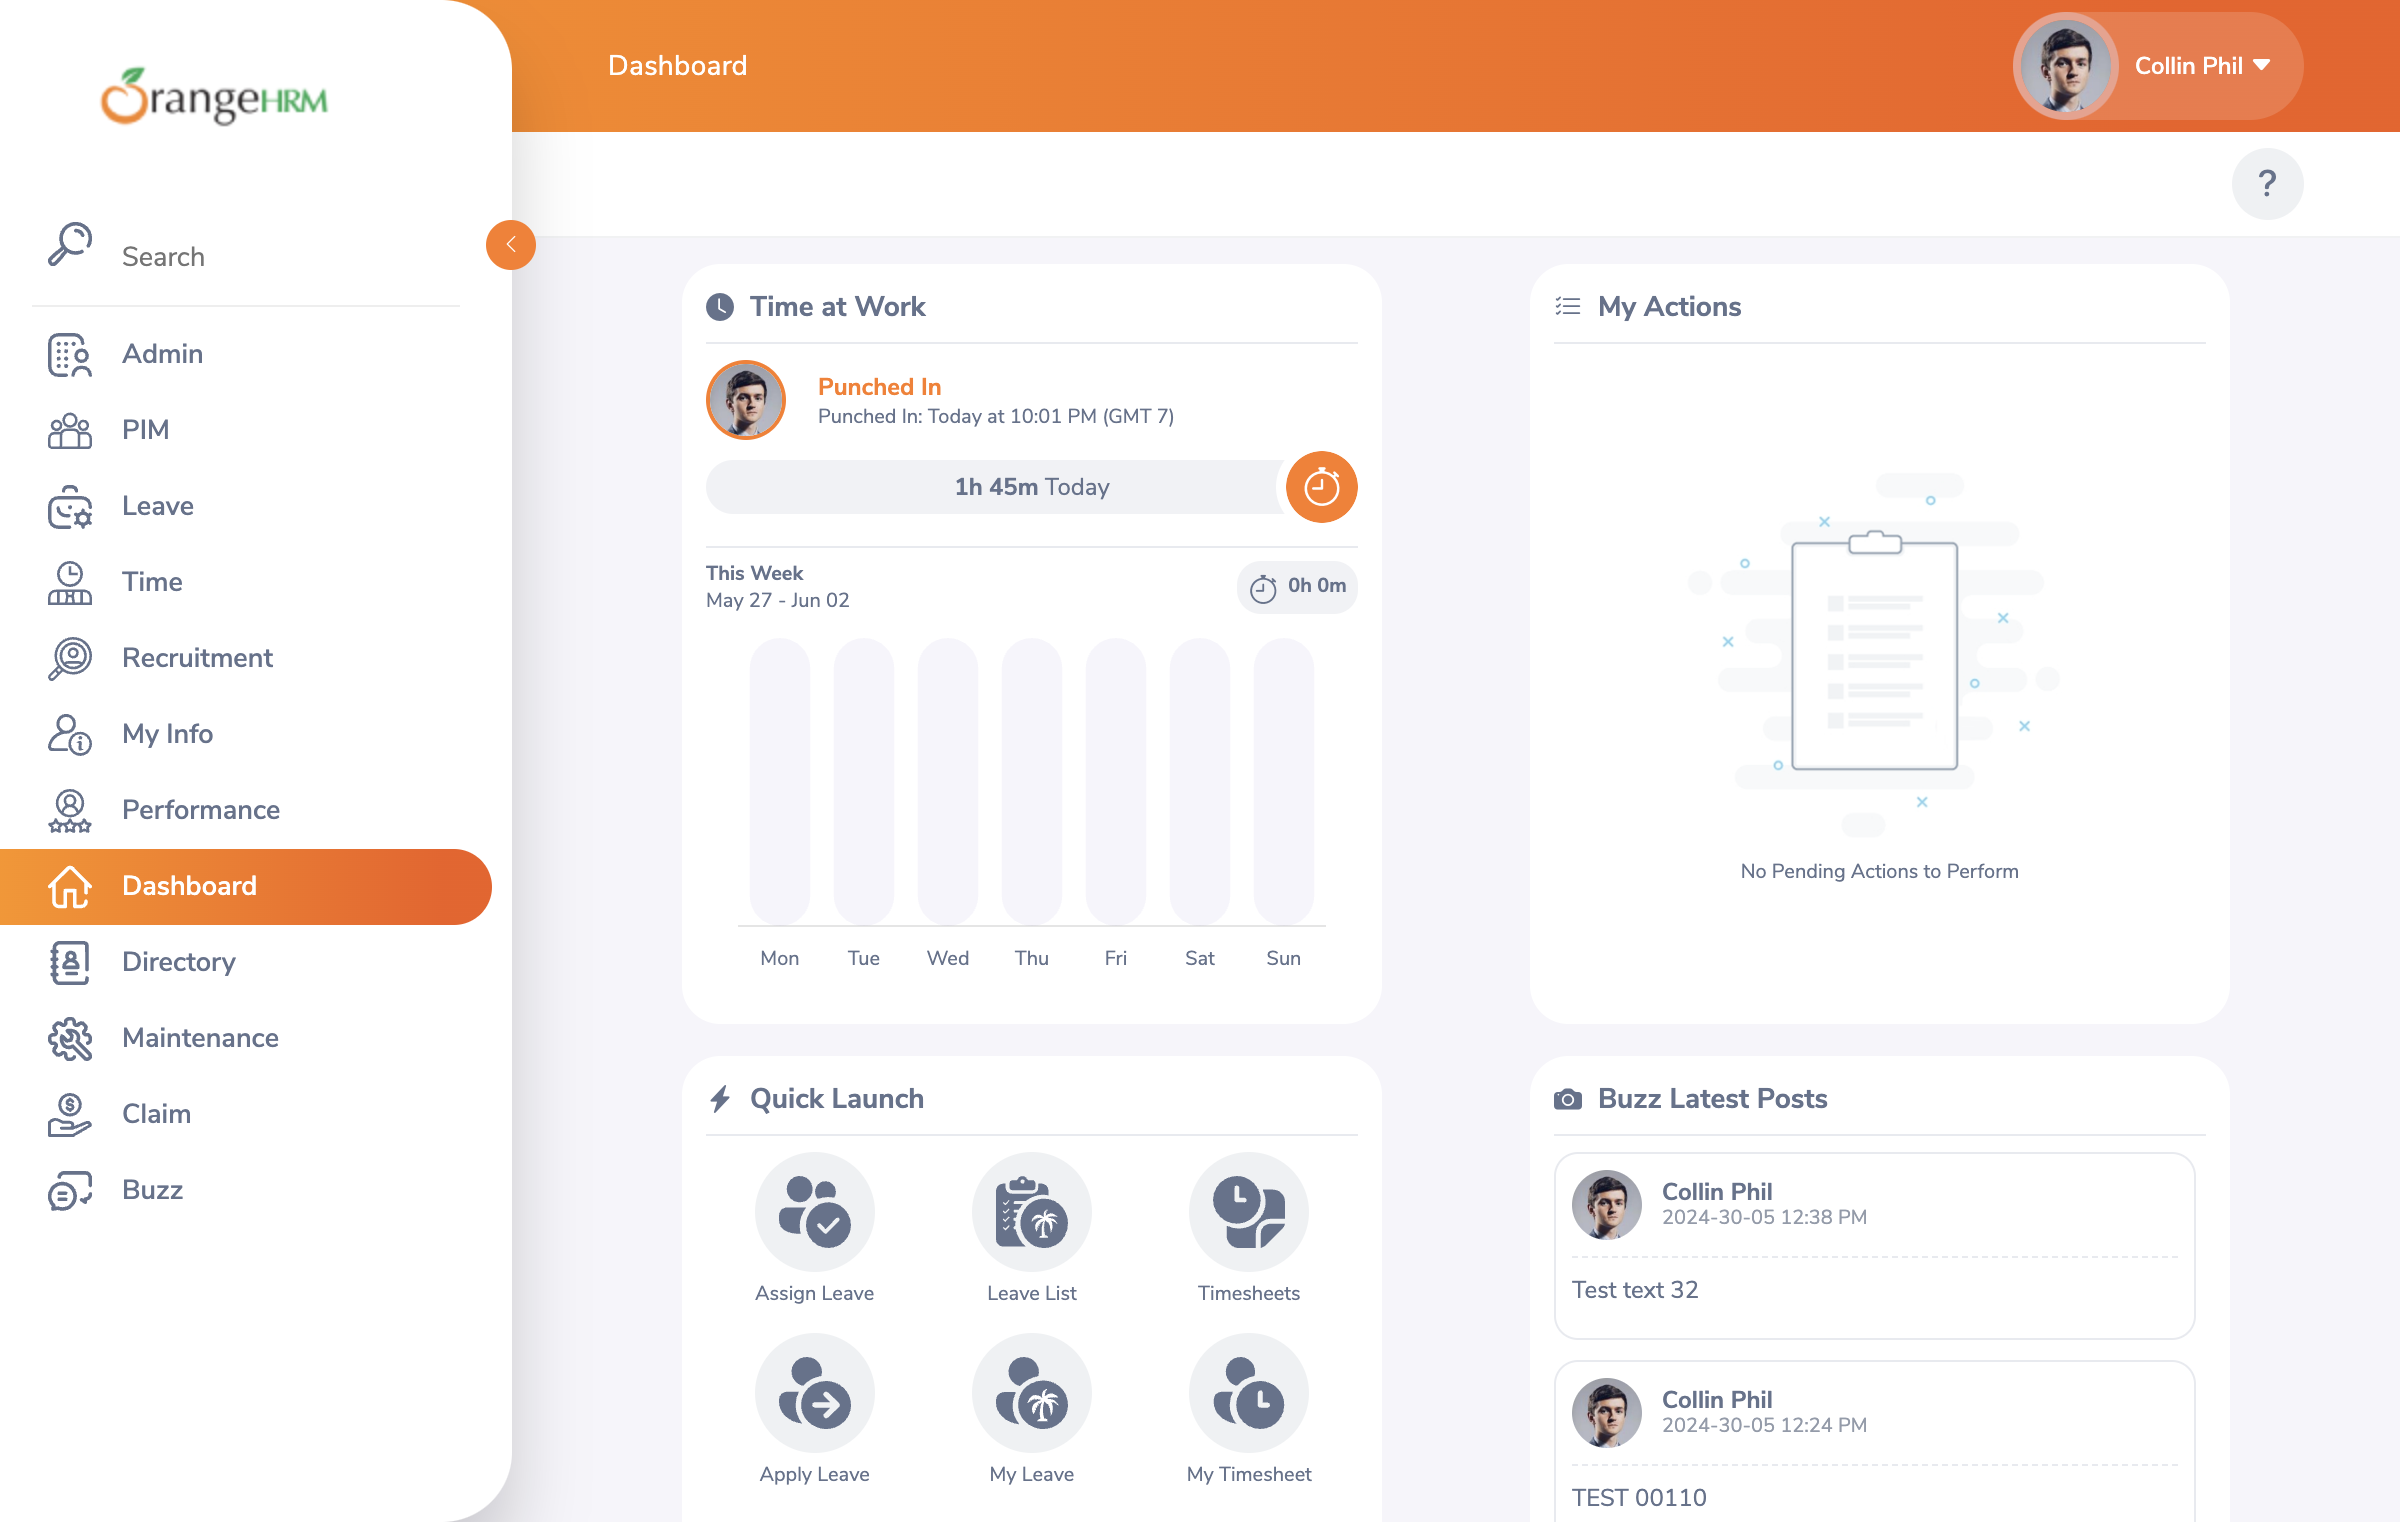 OrangeHRM
Search
Admin
PIM
Leave
Time
Recruitment
My Info
Performance
Dashboard
Directory
Maintenance
Claim
Buzz
Dashboard
Collin Phil
?
Time at Work
Punched In
Punched In: Today at 10:01 PM (GMT 7)
1h 45m Today
This Week
May 27 - Jun 02
0h 0m
Mon Tue Wed Thu Fri Sat Sun
My Actions
No Pending Actions to Perform
Quick Launch
Assign Leave Leave List Timesheets
Apply Leave My Leave My Timesheet
Buzz Latest Posts
Collin Phil
2024-30-05 12:38 PM
Test text 32
Collin Phil
2024-30-05 12:24 PM
TEST 00110